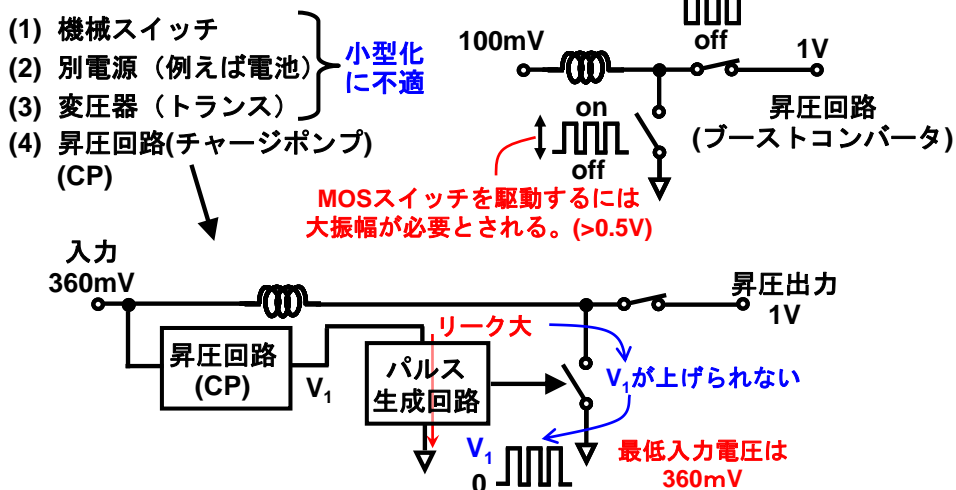 (1) 機械スイッチ
(2) 別電源（例えば電池）
(3) 変圧器（トランス）
(4) 昇圧回路(チャージポンプ)
(CP)
小型化
に不適
off
100mV
1V
on
off
昇圧回路
(ブーストコンバータ)
MOSスイッチを駆動するには
大振幅が必要とされる。(>0.5V)
入力
360mV
昇圧出力
1V
昇圧回路
(CP)
V1
リーク大
パルス
生成回路
V1が上げられない
V1
0
最低入力電圧は
360mV